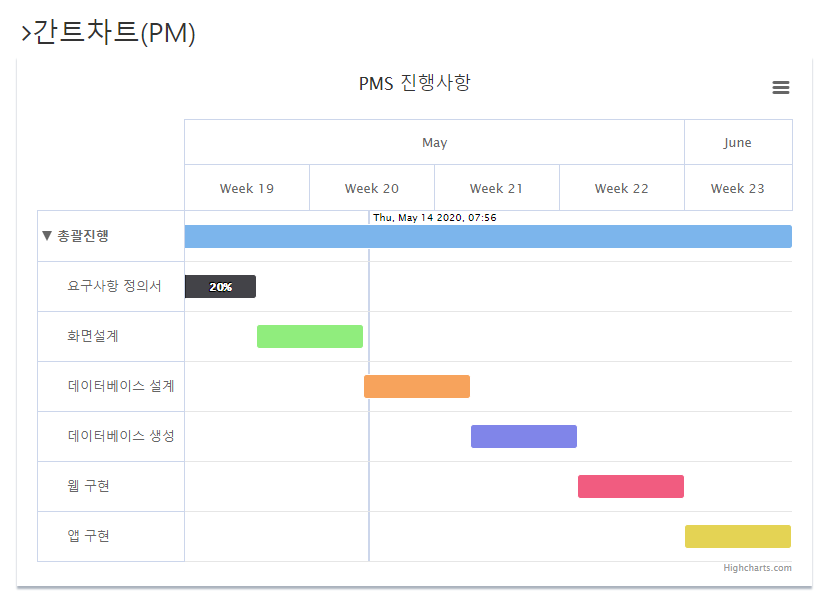 >간트차트(PM)
PMS 진행사항
May June
Week 19 Week 20 Week 21 Week 22 Week 23
Thu, May 14 2020, 07:56
▼ 총괄진행
요구사항 정의서 20%
화면설계
데이터베이스 설계
데이터베이스 생성
웹 구현
앱 구현
Highcharts.com